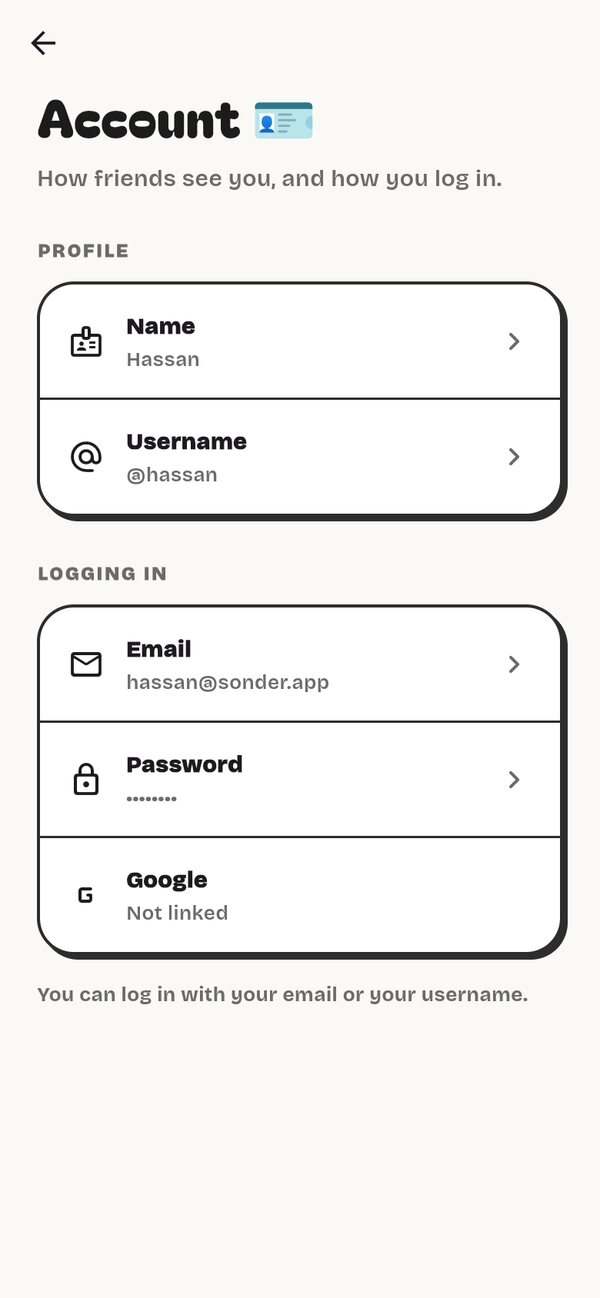 Account
How friends see you, and how you log in.
PROFILE
Name
Hassan
Username
@hassan
LOGGING IN
Email
hassan@sonder.app
Password
••••••••
G
Google
Not linked
You can log in with your email or your username.